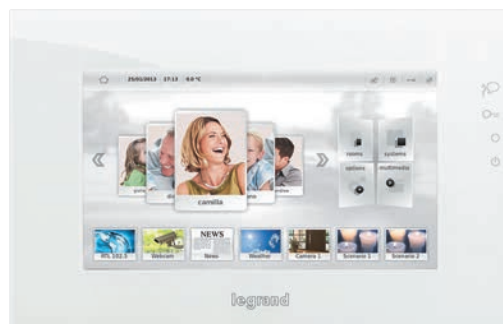 25/01/2013 17:13 0.0 °C
rooms systems
options multimedia
camilla
NEWS
RTL 102.5 Webcam News Weather Camera 1 Scenario 1 Scenario 2
legrand